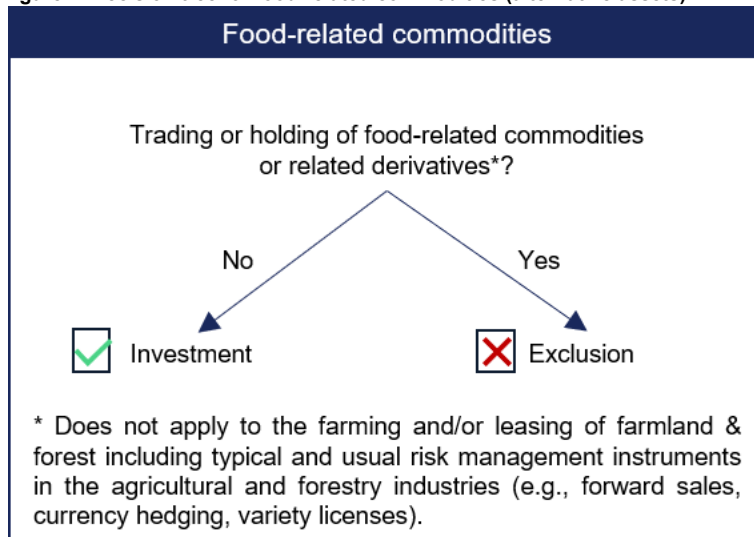 Food-related commodities
Trading or holding of food-related commodities
or related derivatives*?
No
Yes
Investment
Exclusion
* Does not apply to the farming and/or leasing of farmland &
forest including typical and usual risk management instruments
in the agricultural and forestry industries (e.g., forward sales,
currency hedging, variety licenses).